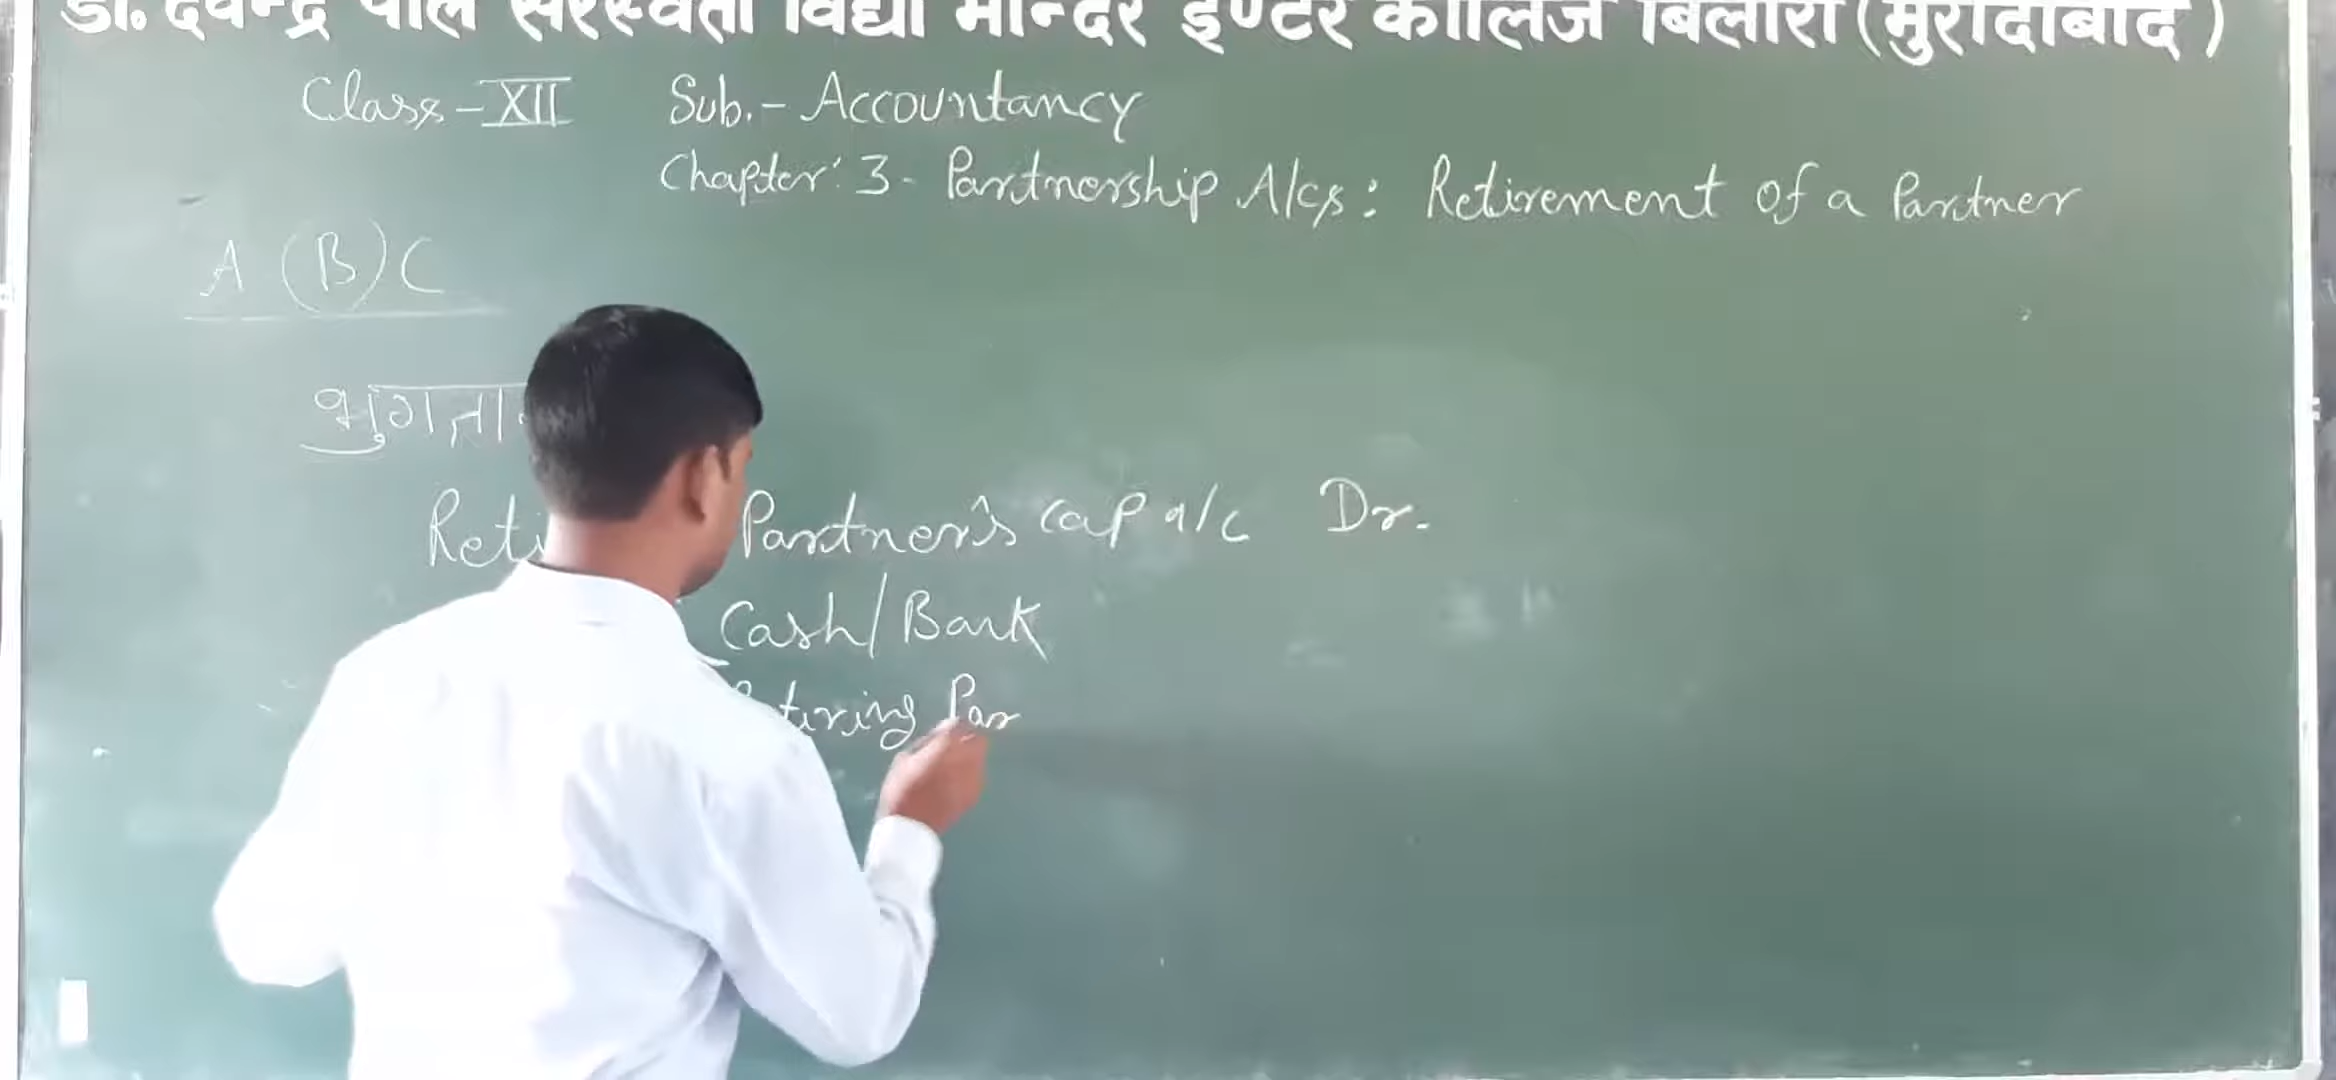 डॉ. देवेन्द्र पाल सरस्वती विद्या मन्दिर इण्टर कॉलिज बिलारी (मुरादाबाद)
Class - XII Sub. - Accountancy
Chapter: 3 - Partnership A/cs : Retirement of a Partner
A (B) C
Partner's Cap a/c Dr.
Cash/Bank
Par